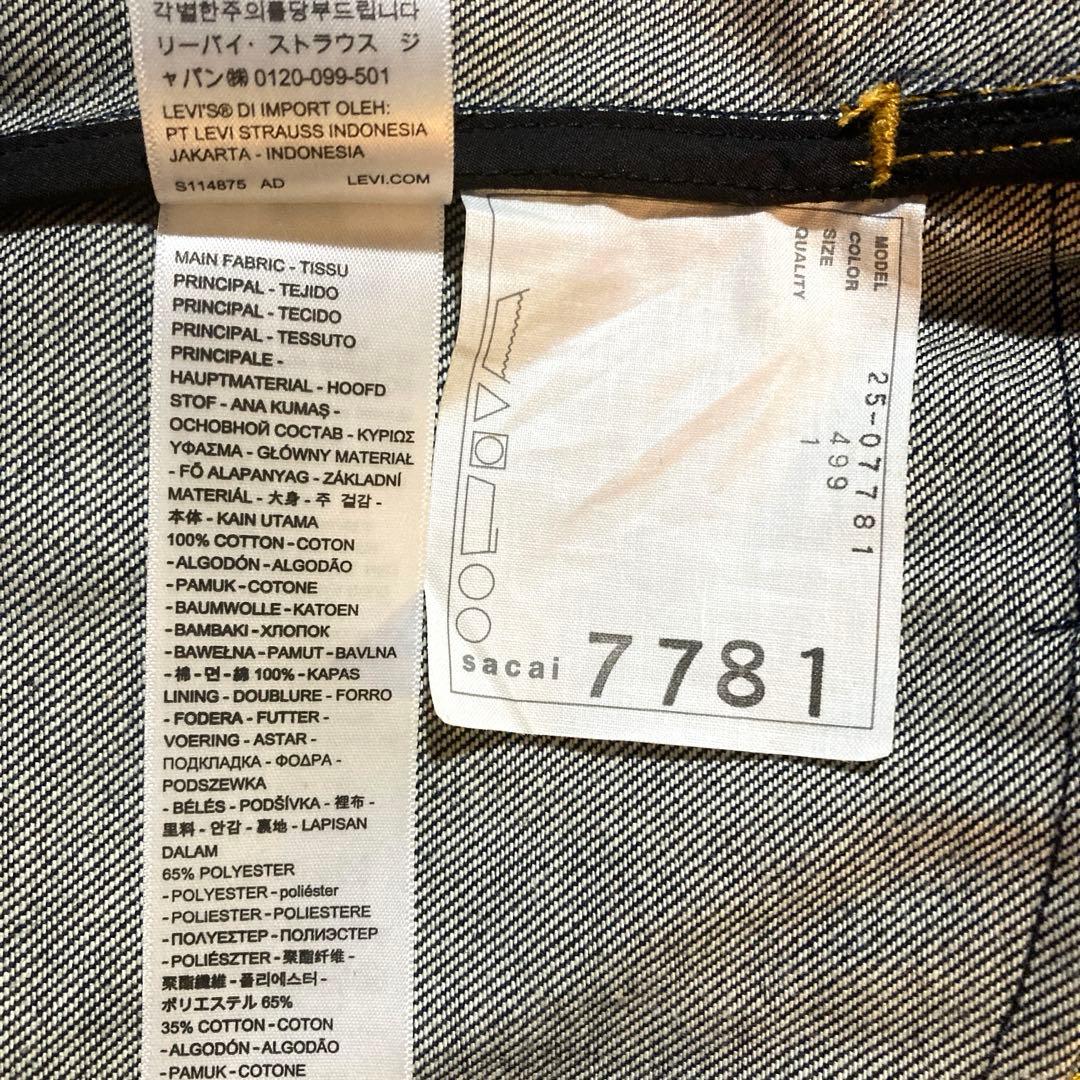 각별한주의를당부드립니다
リーバイ・ストラウス ジ
ャパン㈱ 0120-099-501
LEVI'S® DI IMPORT OLEH:
PT LEVI STRAUSS INDONESIA
JAKARTA - INDONESIA
S114875 AD LEVI.COM
MAIN FABRIC - TISSU
PRINCIPAL - TEJIDO
PRINCIPAL - TECIDO
PRINCIPAL - TESSUTO
PRINCIPALE -
HAUPTMATERIAL - HOOFD
STOF - ANA KUMAŞ -
ОСНОВНОЙ СОСТАВ - ΚΥΡΙΩΣ
ΥΦΑΣΜΑ - GŁÓWNY MATERIAŁ
- FŐ ALAPANYAG - ZÁKLADNÍ
MATERIÁL - 大身 - 주 겉감 -
本体 - KAIN UTAMA
100% COTTON - COTON
- ALGODÓN - ALGODÃO
- PAMUK - COTONE
- BAUMWOLLE - KATOEN
- ΒΑΜΒΑΚΙ - ХЛОПОК
- BAWEŁNA - PAMUT - BAVLNA
- 棉 - 면 - 綿 100% - KAPAS
LINING - DOUBLURE - FORRO
- FODERA - FUTTER -
VOERING - ASTAR -
ПОДКЛАДКА - ΦΟΔΡΑ -
PODSZEWKA
- BÉLÉS - PODŠÍVKA - 裡布 -
里料 - 안감 - 裏地 - LAPISAN
DALAM
65% POLYESTER
- POLYESTER - poliéster
- POLIESTER - POLIESTERE
- ΠΟΛΥΕΣΤΕΡ - ПОЛИЭСТЕР
- POLIÉSZTER - 聚酯纤维 -
聚酯纖維 - 폴리에스터 -
ポリエステル 65%
35% COTTON - COTON
- ALGODÓN - ALGODÃO
- PAMUK - COTONE
MODEL 25-07781
COLOR 499
SIZE 1
QUALITY
sacai 7781